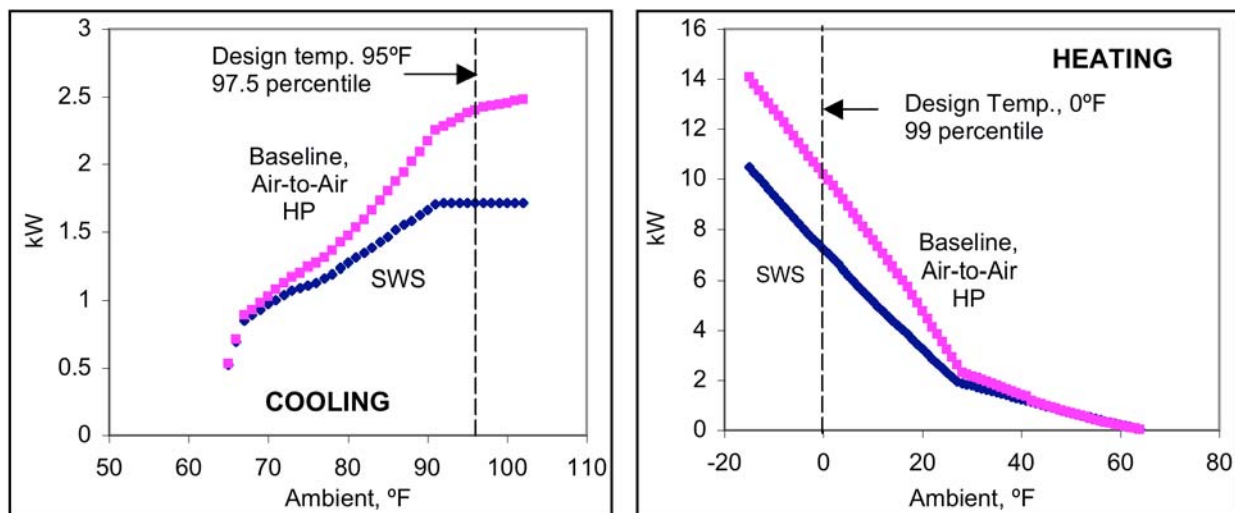 3
2.5
2
1.5
1
0.5
0
kW
Design temp. 95ºF
97.5 percentile
Baseline,
Air-to-Air
HP
SWS
COOLING
50 60 70 80 90 100 110
Ambient, ºF
16
14
12
10
8
6
4
2
0
kW
HEATING
Design Temp., 0ºF
99 percentile
Baseline,
Air-to-Air
HP
SWS
-20 0 20 40 60 80
Ambient, ºF